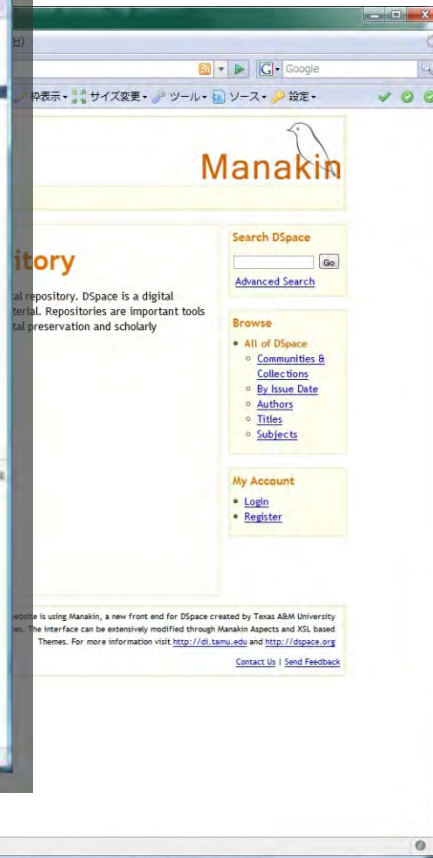 H)
Google
枠表示 サイズ変更 ツール ソース 設定
Manakin
itory
al repository. DSpace is a digital
terial. Repositories are important tools
tal preservation and scholarly
Search DSpace
Go
Advanced Search
Browse
All of DSpace
Communities &
Collections
By Issue Date
Authors
Titles
Subjects
My Account
Login
Register
website is using Manakin, a new front end for DSpace created by Texas A&M University
ies. The interface can be extensively modified through Manakin Aspects and XSL based
Themes. For more information visit http://di.tamu.edu and http://dspace.org
Contact Us | Send Feedback